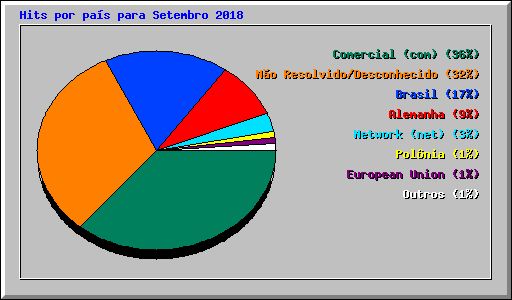 Hits por país para Setembro 2018
Comercial (com) (36%)
Não Resolvido/Desconhecido (32%)
Brasil (17%)
Alemanha (9%)
Network (net) (3%)
Polônia (1%)
European Union (1%)
Outros (1%)